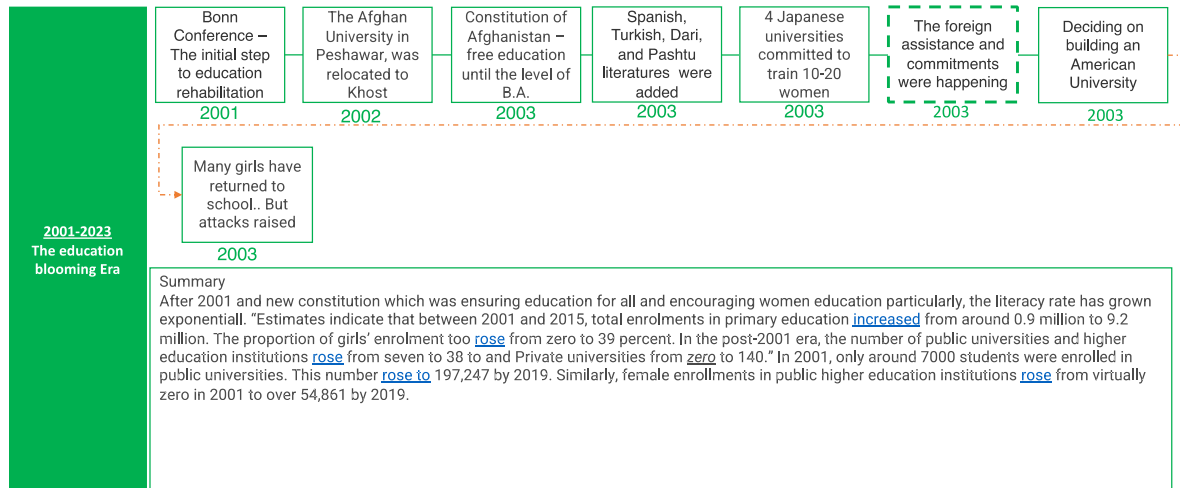 Bonn
Conference –
The initial step
to education
rehabilitation
2001
The Afghan
University in
Peshawar, was
relocated to
Khost
2002
Constitution of
Afghanistan –
free education
until the level of
B.A.
2003
Spanish,
Turkish, Dari,
and Pashtu
literatures were
added
2003
4 Japanese
universities
committed to
train 10-20
women
2003
The foreign
assistance and
commitments
were happening
2003
Deciding on
building an
American
University
2003
Many girls have
returned to
school.. But
attacks raised
2003
2001-2023
The education
blooming Era
Summary
After 2001 and new constitution which was ensuring education for all and encouraging women education particularly, the literacy rate has grown
exponentiall. “Estimates indicate that between 2001 and 2015, total enrolments in primary education increased from around 0.9 million to 9.2
million. The proportion of girls’ enrolment too rose from zero to 39 percent. In the post-2001 era, the number of public universities and higher
education institutions rose from seven to 38 to and Private universities from zero to 140.” In 2001, only around 7000 students were enrolled in
public universities. This number rose to 197,247 by 2019. Similarly, female enrollments in public higher education institutions rose from virtually
zero in 2001 to over 54,861 by 2019.